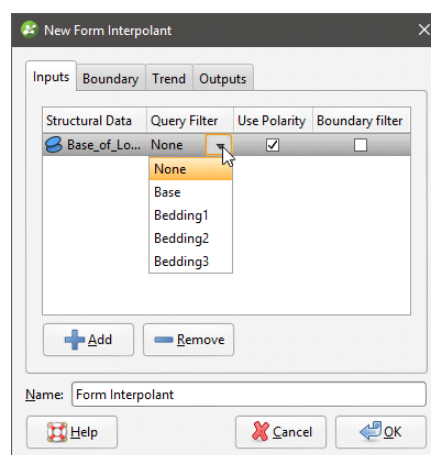 New Form Interpolant
Inputs Boundary Trend Outputs
Structural Data Query Filter Use Polarity Boundary filter
Base_of_Lo... None
None
Base
Bedding1
Bedding2
Bedding3
Add Remove
Name: Form Interpolant
Help Cancel OK